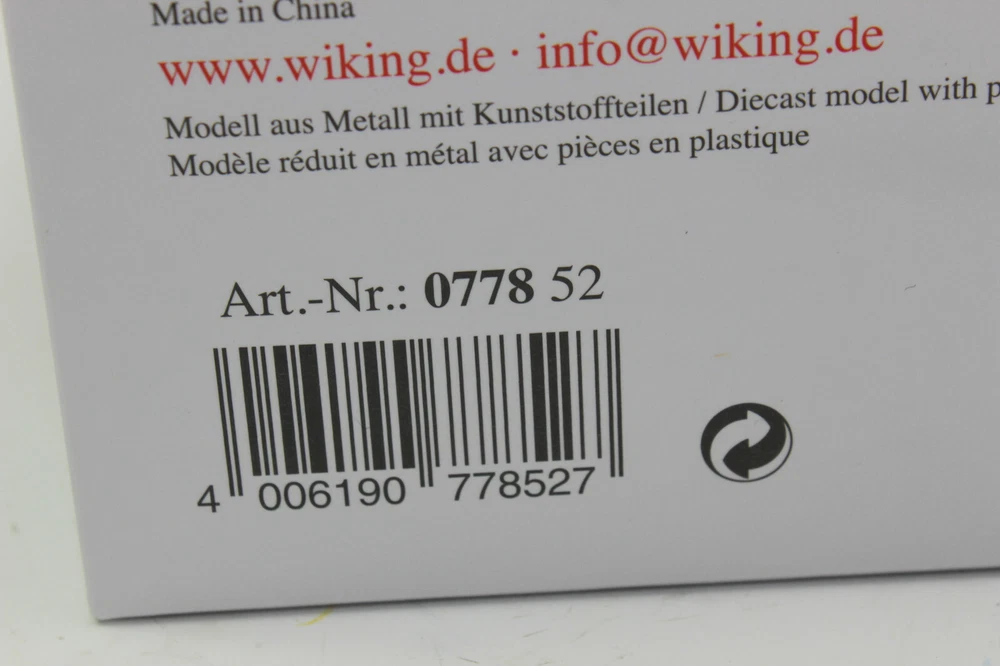 Made in China
www.wiking.de · info@wiking.de
Modell aus Metall mit Kunststoffteilen / Diecast model with
Modèle réduit en métal avec pièces en plastique
Art.-Nr.: 0778 52
4 006190 778527